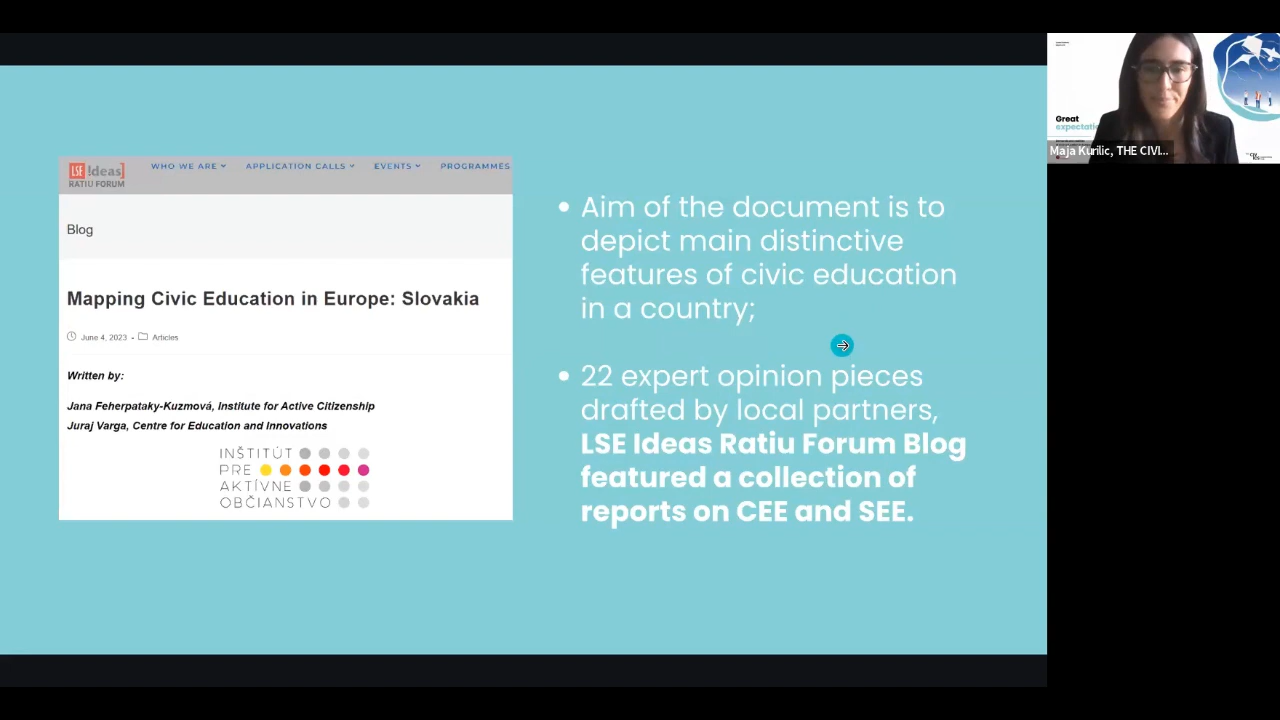 LSE Ideas]
RATIU FORUM
WHO WE ARE
APPLICATION CALLS
EVENTS
PROGRAMMES
Blog
Mapping Civic Education in Europe: Slovakia
June 4, 2023 - Articles
Written by:
Jana Feherpataky-Kuzmová, Institute for Active Citizenship
Juraj Varga, Centre for Education and Innovations
INŠTITÚT
PRE
AKTÍVNE
OBČIANSTVO
• Aim of the document is to
depict main distinctive
features of civic education
in a country;
• 22 expert opinion pieces
drafted by local partners,
LSE Ideas Ratiu Forum Blog
featured a collection of
reports on CEE and SEE.
Great
expectati
Maja Kurilic, THE CIVI...